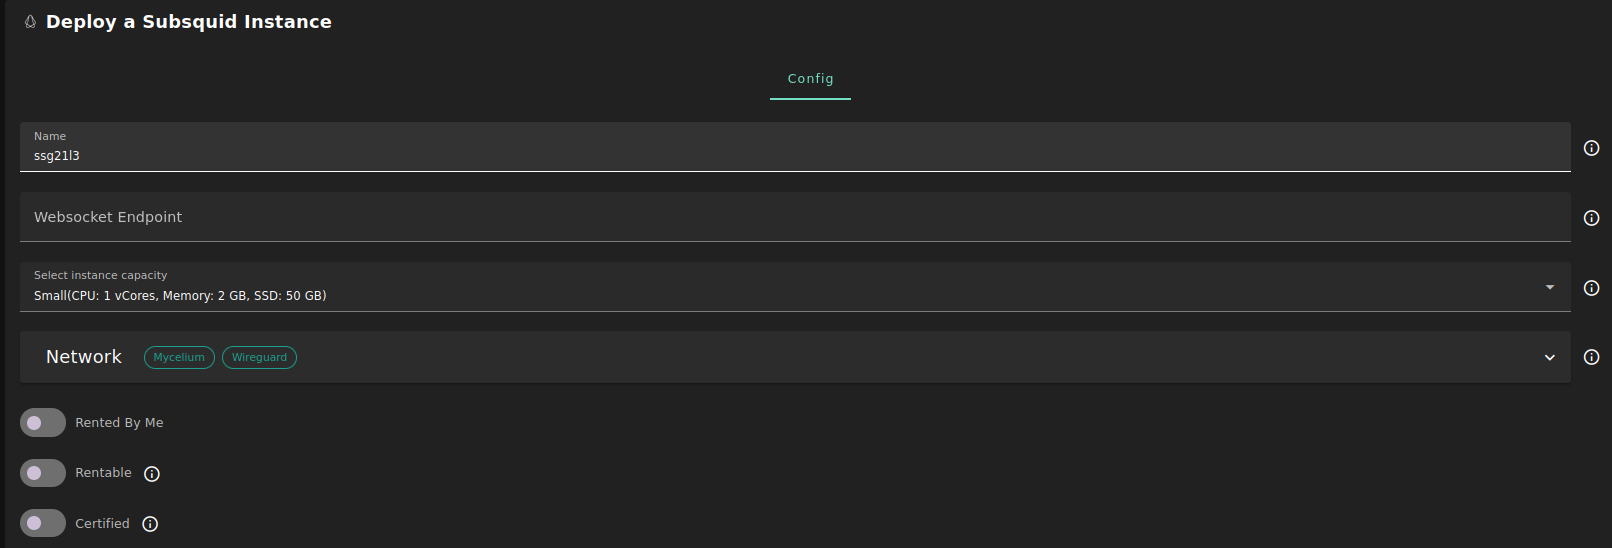 Deploy a Subsquid Instance
Config
Name
ssg21l3
Websocket Endpoint
Select instance capacity
Small(CPU: 1 vCores, Memory: 2 GB, SSD: 50 GB)
Network Mycelium Wireguard
Rented By Me
Rentable
Certified